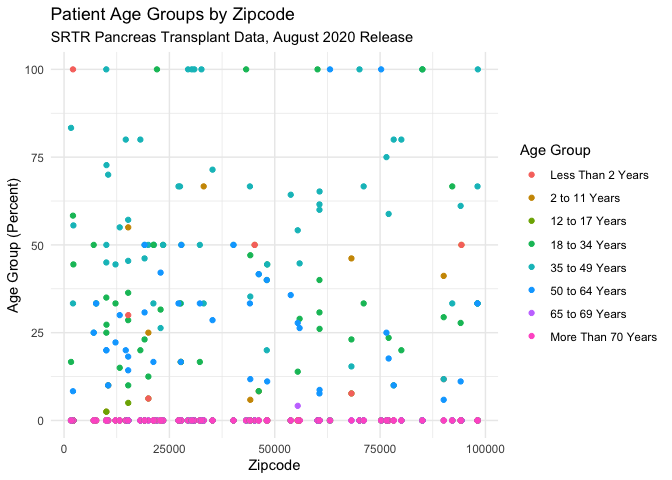 Patient Age Groups by Zipcode
SRTR Pancreas Transplant Data, August 2020 Release
Age Group (Percent)
100
75
50
25
0
0 25000 50000 75000 100000
Zipcode
Age Group
Less Than 2 Years
2 to 11 Years
12 to 17 Years
18 to 34 Years
35 to 49 Years
50 to 64 Years
65 to 69 Years
More Than 70 Years